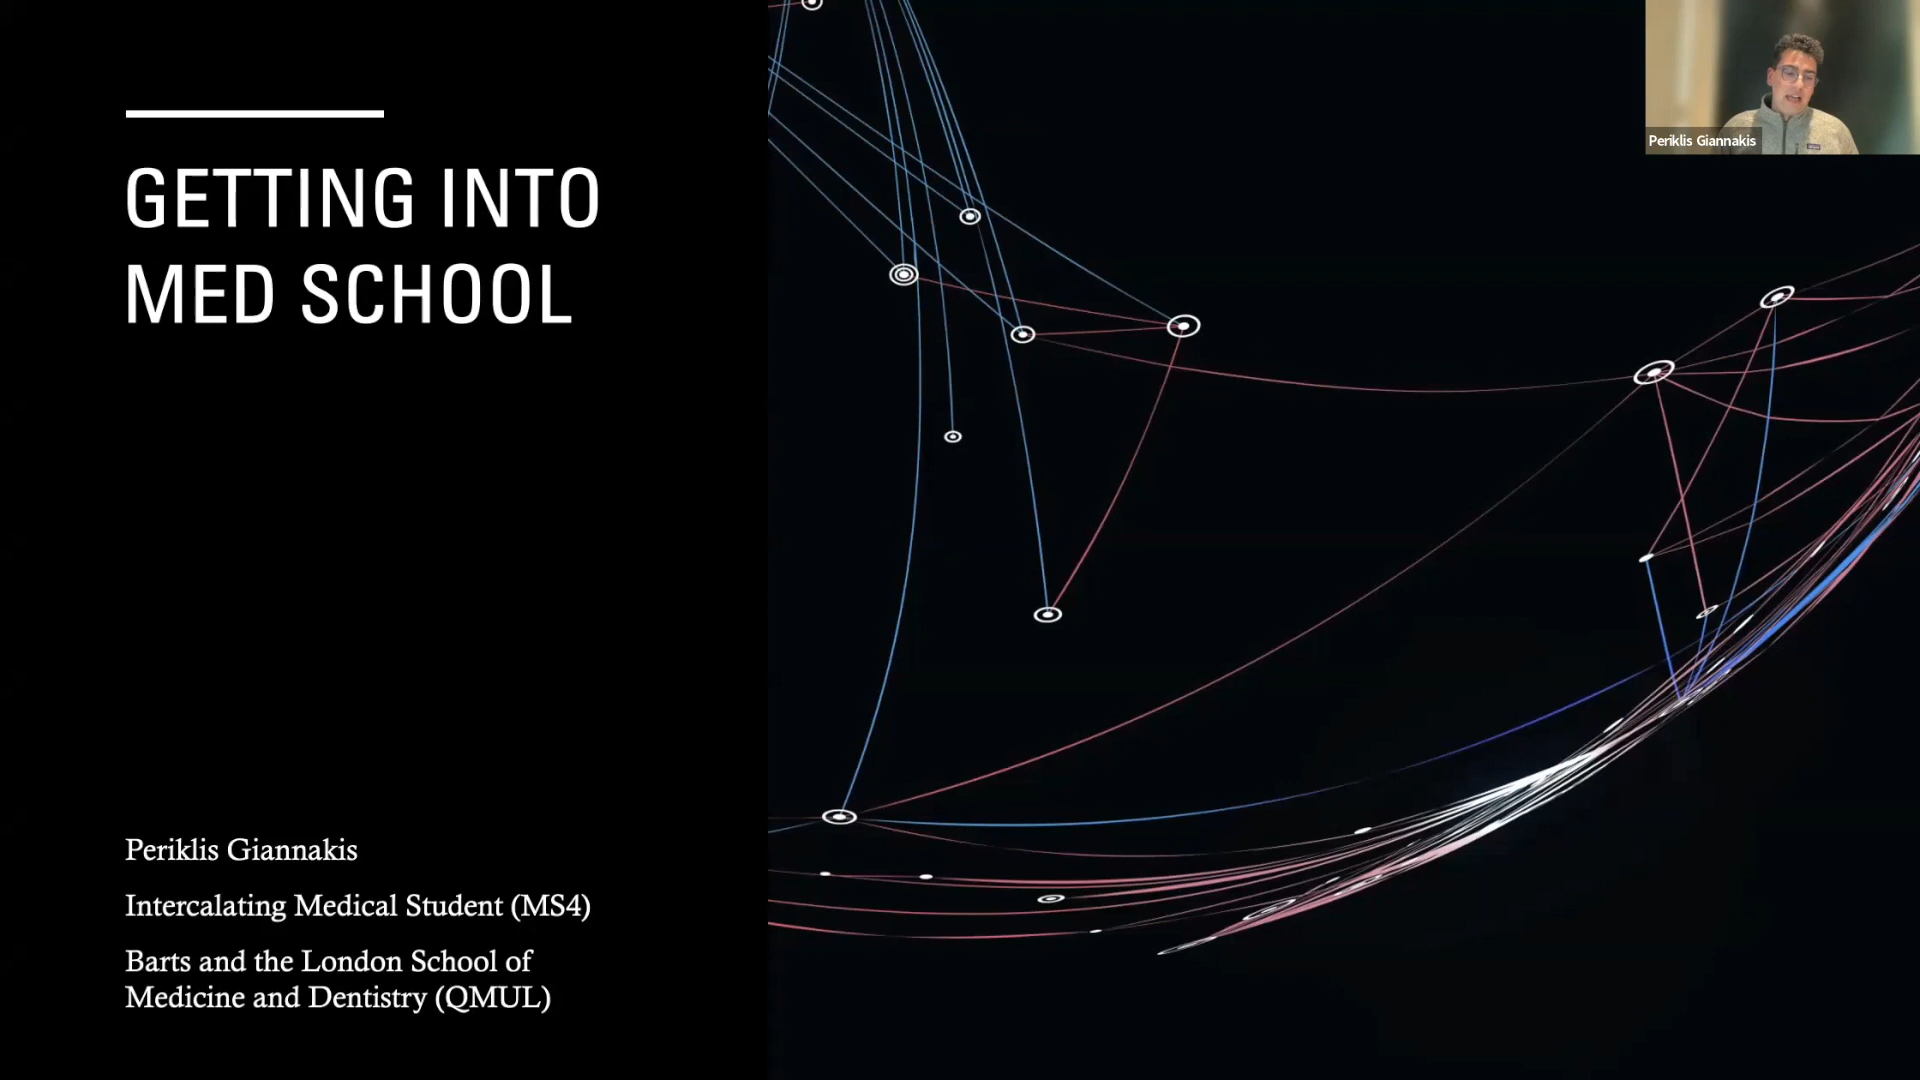 GETTING INTO
MED SCHOOL
Periklis Giannakis
Intercalating Medical Student (MS4)
Barts and the London School of
Medicine and Dentistry (QMUL)
Periklis Giannakis